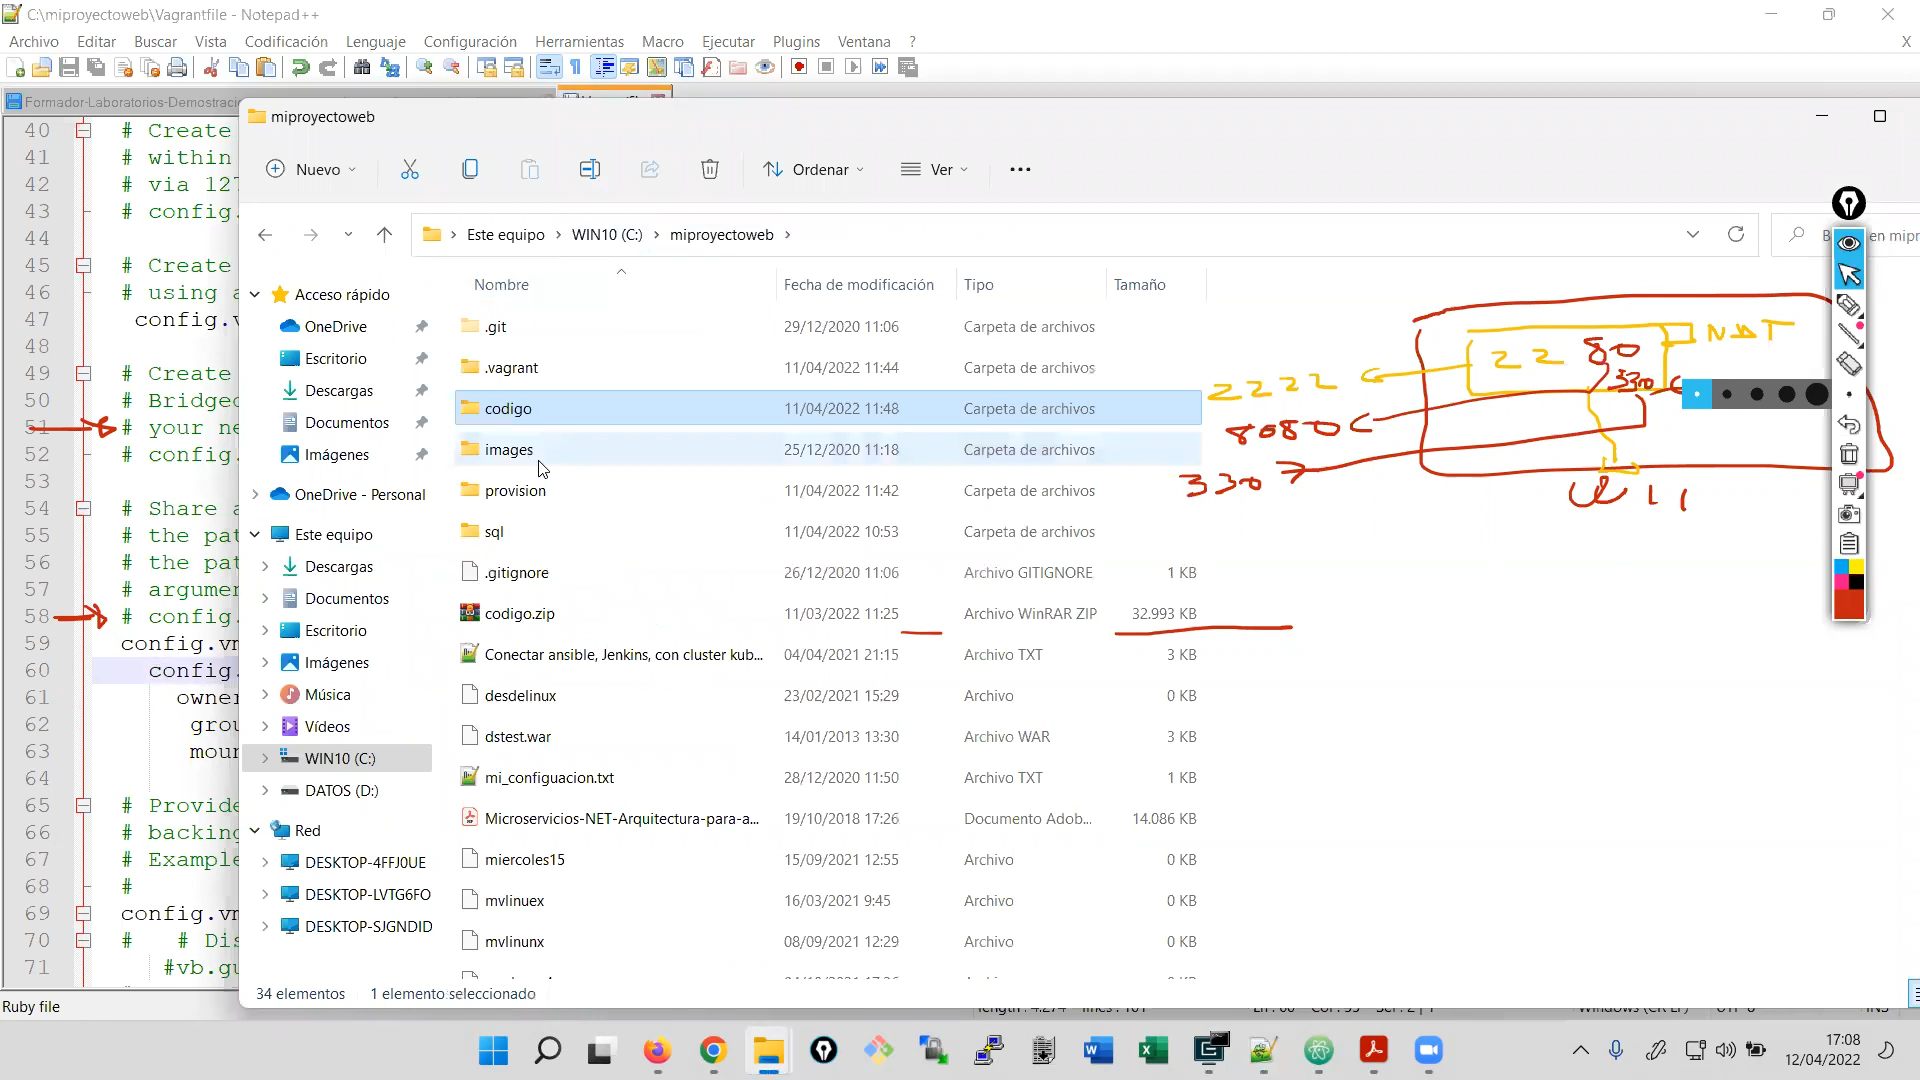 C:\miproyectoweb\Vagrantfile - Notepad++
Archivo Editar Buscar Vista Codificación Lenguaje Configuración Herramientas Macro Ejecutar Plugins Ventana ? X
Formador-Laboratorios-Demostraci
miproyectoweb
Nuevo Ordenar Ver •••
Este equipo > WIN10 (C:) > miproyectoweb >
en mipr
40 # Create
41 # within
42 # via 127
43 # config.
44
45 # Create
46 # using a
47 config.v
48
49 # Create
50 # Bridged
51 # your ne
52 # config.
53
54 # Share a
55 # the pat
56 # the pat
57 # argumen
58 # config.
59 config.vm
60 config.
61 owner
62 grou
63 moun
64
65 # Provide
66 # backing
67 # Example
68 #
69 config.vm
70 # # Dis
71 #vb.gu
Acceso rápido
OneDrive
Escritorio
Descargas
Documentos
Imágenes
OneDrive - Personal
Este equipo
Descargas
Documentos
Escritorio
Imágenes
Música
Vídeos
WIN10 (C:)
DATOS (D:)
Red
DESKTOP-4FFJ0UE
DESKTOP-LVTG6FO
DESKTOP-SJGNDID
Nombre Fecha de modificación Tipo Tamaño
.git 29/12/2020 11:06 Carpeta de archivos
.vagrant 11/04/2022 11:44 Carpeta de archivos
codigo 11/04/2022 11:48 Carpeta de archivos
images 25/12/2020 11:18 Carpeta de archivos
provision 11/04/2022 11:42 Carpeta de archivos
sql 11/04/2022 10:53 Carpeta de archivos
.gitignore 26/12/2020 11:06 Archivo GITIGNORE 1 KB
codigo.zip 11/03/2022 11:25 Archivo WinRAR ZIP 32.993 KB
Conectar ansible, Jenkins, con cluster kub... 04/04/2021 21:15 Archivo TXT 3 KB
desdelinux 23/02/2021 15:29 Archivo 0 KB
dstest.war 14/01/2013 13:30 Archivo WAR 3 KB
mi_configuacion.txt 28/12/2020 11:50 Archivo TXT 1 KB
Microservicios-NET-Arquitectura-para-a... 19/10/2018 17:26 Documento Adob... 14.086 KB
miercoles15 15/09/2021 12:55 Archivo 0 KB
mvlinuex 16/03/2021 9:45 Archivo 0 KB
mvlinunx 08/09/2021 12:29 Archivo 0 KB
NAT
22 80
2222 330
8080
330
W11
34 elementos 1 elemento seleccionado
Ruby file
17:08
12/04/2022